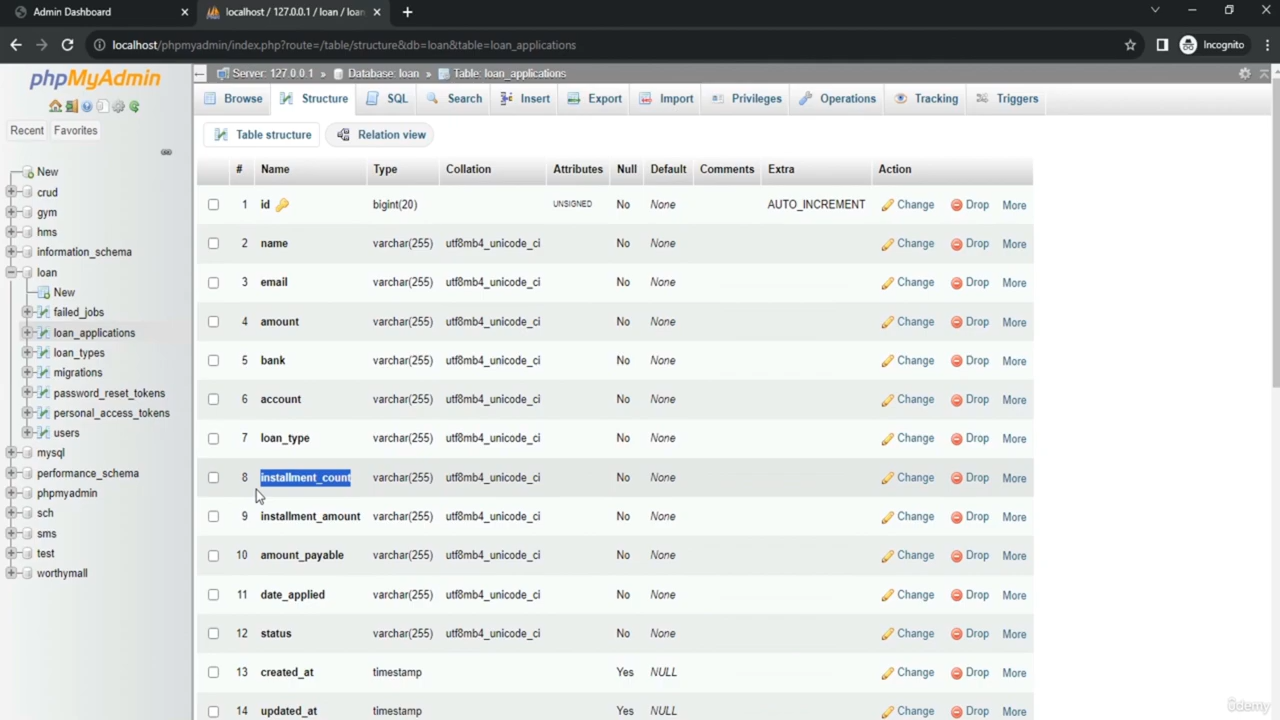 Admin Dashboard
localhost / 127.0.0.1 / loan / loan
localhost/phpmyadmin/index.php?route=/table/structure&db=loan&table=loan_applications
Incognito
phpMyAdmin
Recent
Favorites
New
crud
gym
hms
information_schema
loan
New
failed_jobs
loan_applications
loan_types
migrations
password_reset_tokens
personal_access_tokens
users
mysql
performance_schema
phpmyadmin
sch
sms
test
worthymall
Server: 127.0.0.1 » Database: loan » Table: loan_applications
Browse Structure SQL Search Insert Export Import Privileges Operations Tracking Triggers
Table structure Relation view
# Name Type Collation Attributes Null Default Comments Extra Action
1 id bigint(20) UNSIGNED No None AUTO_INCREMENT Change Drop More
2 name varchar(255) utf8mb4_unicode_ci No None Change Drop More
3 email varchar(255) utf8mb4_unicode_ci No None Change Drop More
4 amount varchar(255) utf8mb4_unicode_ci No None Change Drop More
5 bank varchar(255) utf8mb4_unicode_ci No None Change Drop More
6 account varchar(255) utf8mb4_unicode_ci No None Change Drop More
7 loan_type varchar(255) utf8mb4_unicode_ci No None Change Drop More
8 installment_count varchar(255) utf8mb4_unicode_ci No None Change Drop More
9 installment_amount varchar(255) utf8mb4_unicode_ci No None Change Drop More
10 amount_payable varchar(255) utf8mb4_unicode_ci No None Change Drop More
11 date_applied varchar(255) utf8mb4_unicode_ci No None Change Drop More
12 status varchar(255) utf8mb4_unicode_ci No None Change Drop More
13 created_at timestamp Yes NULL Change Drop More
14 updated_at timestamp Yes NULL Change Drop More
ûdemy